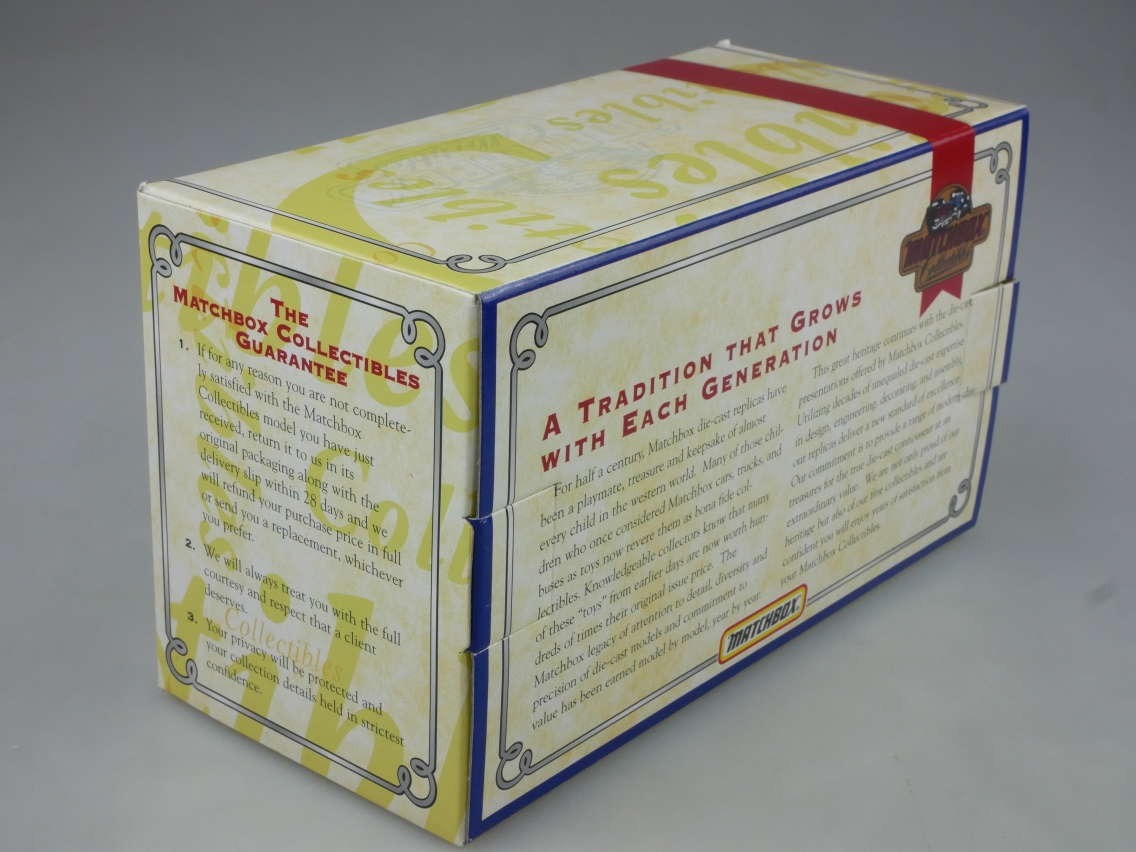 THE
MATCHBOX COLLECTIBLES
GUARANTEE
1. If for any reason you are not complete-
ly satisfied with the Matchbox
Collectibles model you have just
received, return it to us in its
original packaging along with the
delivery slip within 28 days and we
will refund your purchase price in full
or send you a replacement, whichever
you prefer.
2. We will always treat you with the full
courtesy and respect that a client
deserves.
3. Your privacy will be protected and
your collection details held in strictest
confidence.
Collectibles
A TRADITION THAT GROWS
WITH EACH GENERATION
For half a century, Matchbox die-cast replicas have
been a playmate, treasure and keepsake of almost
every child in the western world. Many of those chil-
dren who once considered Matchbox cars, trucks, and
buses as toys now revere them as bona fide col-
lectibles. Knowledgeable collectors know that many
of these "toys" from earlier days are now worth hun-
dreds of times their original issue price. The
Matchbox legacy of attention to detail, diversity and
precision of die-cast models and commitment to
value has been earned model by model, year by year.
This great heritage continues with the die-cast
presentations offered by Matchbox Collectibles.
Utilizing decades of unequaled die-cast expertise
in design, engineering, decorating, and assembly,
our replicas deliver a new standard of excellence.
Our commitment is to provide a range of modern day
treasures for the true die-cast connoisseur at an
extraordinary value. We are not only proud of our
heritage but also of our fine collectibles and are
confident you will enjoy years of satisfaction from
your Matchbox Collectibles.
MATCHBOX
Collectibles
MATCHBOX